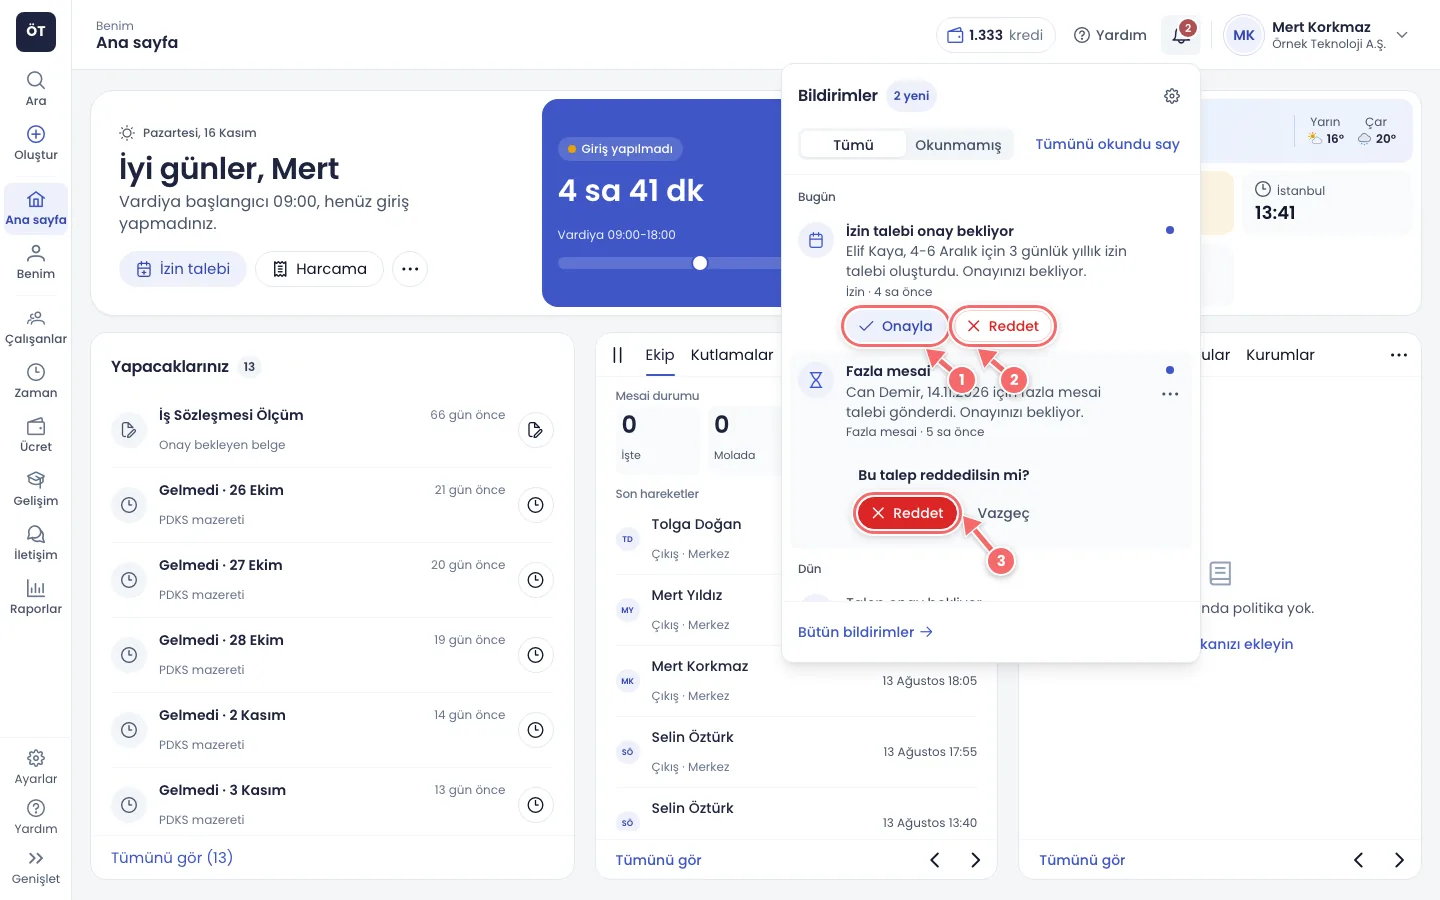 ÖT
Ara
Oluştur
Ana sayfa
Benim
Çalışanlar
Zaman
Ücret
Gelişim
İletişim
Raporlar
Ayarlar
Yardım
Genişlet
Benim
Ana sayfa
1.333 kredi
Yardım
2
MK
Mert Korkmaz
Örnek Teknoloji A.Ş.
Pazartesi, 16 Kasım
İyi günler, Mert
Vardiya başlangıcı 09:00, henüz giriş
yapmadınız.
İzin talebi
Harcama
Giriş yapılmadı
4 sa 41 dk
Vardiya 09:00-18:00
Yarın
16°
Çar
20°
İstanbul
13:41
Bildirimler
2 yeni
Tümü
Okunmamış
Tümünü okundu say
Bugün
İzin talebi onay bekliyor
Elif Kaya, 4-6 Aralık için 3 günlük yıllık izin
talebi oluşturdu. Onayınızı bekliyor.
İzin · 4 sa önce
Onayla
Reddet
1
2
Fazla mesai
Can Demir, 14.11.2026 için fazla mesai
talebi gönderdi. Onayınızı bekliyor.
Fazla mesai · 5 sa önce
Bu talep reddedilsin mi?
Reddet
Vazgeç
3
Dün
Bütün bildirimler
Yapacaklarınız 13
İş Sözleşmesi Ölçüm
66 gün önce
Onay bekleyen belge
Gelmedi · 26 Ekim
21 gün önce
PDKS mazereti
Gelmedi · 27 Ekim
20 gün önce
PDKS mazereti
Gelmedi · 28 Ekim
19 gün önce
PDKS mazereti
Gelmedi · 2 Kasım
14 gün önce
PDKS mazereti
Gelmedi · 3 Kasım
13 gün önce
PDKS mazereti
Tümünü gör (13)
Ekip
Kutlamalar
Mesai durumu
0
İşte
0
Molada
Son hareketler
TD
Tolga Doğan
Çıkış · Merkez
MY
Mert Yıldız
Çıkış · Merkez
MK
Mert Korkmaz
Çıkış · Merkez
13 Ağustos 18:05
SÖ
Selin Öztürk
Çıkış · Merkez
13 Ağustos 17:55
SÖ
Selin Öztürk
13 Ağustos 13:40
Tümünü gör
ular
Kurumlar
nda politika yok.
kanızı ekleyin
Tümünü gör